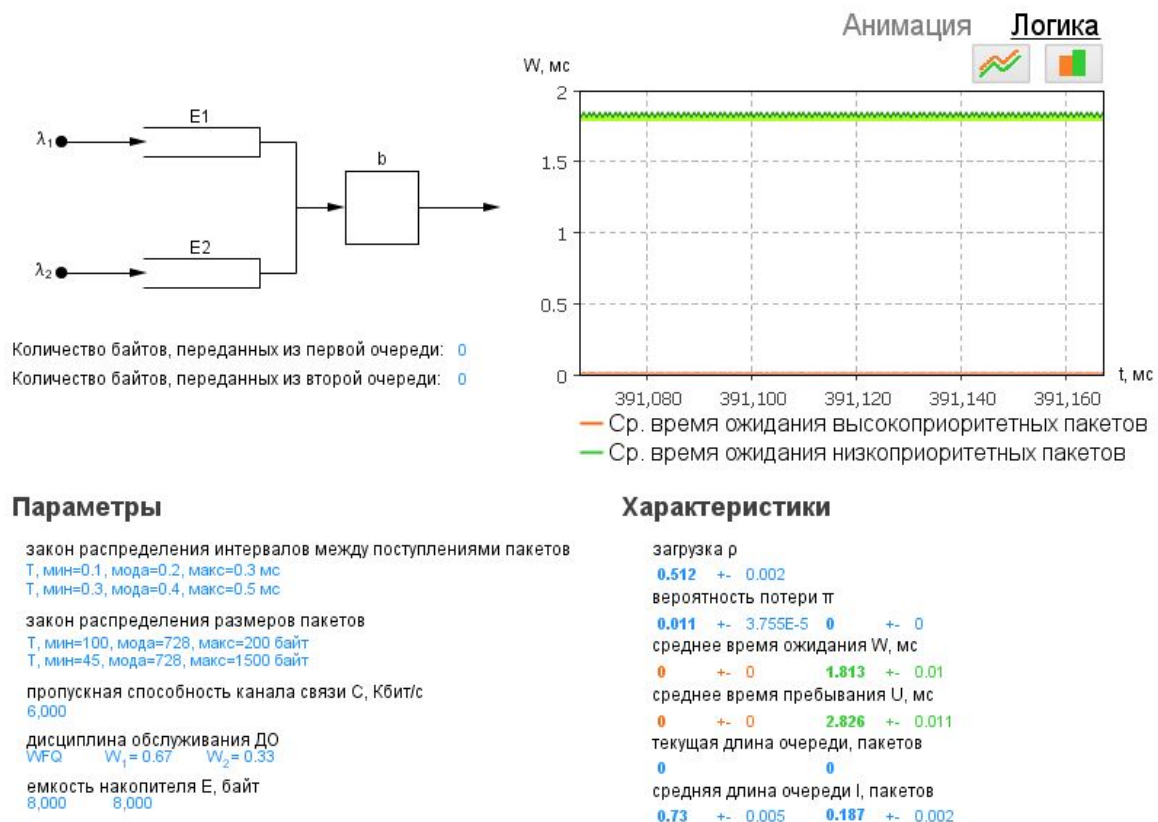 Анимация Логика
W, мс
2
1.5
1
0.5
0
391,080 391,100 391,120 391,140 391,160
t, мс
Ср. время ожидания высокоприоритетных пакетов
Ср. время ожидания низкоприоритетных пакетов
λ1
E1
b
λ2
E2
Количество байтов, переданных из первой очереди: 0
Количество байтов, переданных из второй очереди: 0
Параметры
закон распределения интервалов между поступлениями пакетов
T, мин=0.1, мода=0.2, макс=0.3 мс
T, мин=0.3, мода=0.4, макс=0.5 мс
закон распределения размеров пакетов
T, мин=100, мода=728, макс=200 байт
T, мин=45, мода=728, макс=1500 байт
пропускная способность канала связи C, Кбит/с
6,000
дисциплина обслуживания ДО
WFQ W1= 0.67 W2= 0.33
емкость накопителя E, байт
8,000 8,000
Характеристики
загрузка ρ
0.512 +- 0.002
вероятность потери π
0.011 +- 3.755E-5 0 +- 0
среднее время ожидания W, мс
0 +- 0 1.813 +- 0.01
среднее время пребывания U, мс
0 +- 0 2.826 +- 0.011
текущая длина очереди, пакетов
0 0
средняя длина очереди l, пакетов
0.73 +- 0.005 0.187 +- 0.002